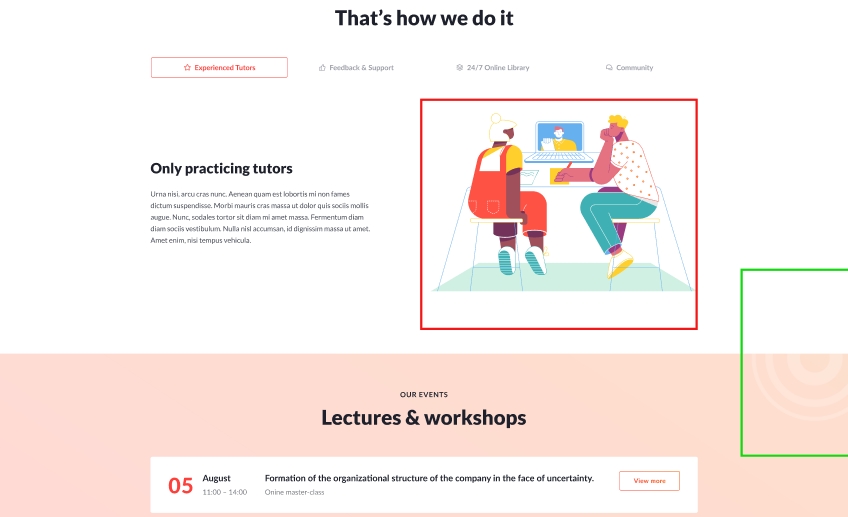 That’s how we do it
Experienced Tutors
Feedback & Support
24/7 Online Library
Community
Only practicing tutors
Urna nisi, arcu cras nunc. Aenean quam est lobortis mi non fames
dictum suspendisse. Morbi mauris cras massa ut dolor quis sociis mollis
augue. Nunc, sodales tortor sit diam mi amet massa. Fermentum diam
diam sociis vestibulum. Nulla nisl accumsan, id dignissim massa ut amet.
Amet enim, nisi tempus vehicula.
OUR EVENTS
Lectures & workshops
05
August
11:00 – 14:00
Formation of the organizational structure of the company in the face of uncertainty.
Onine master-class
View more